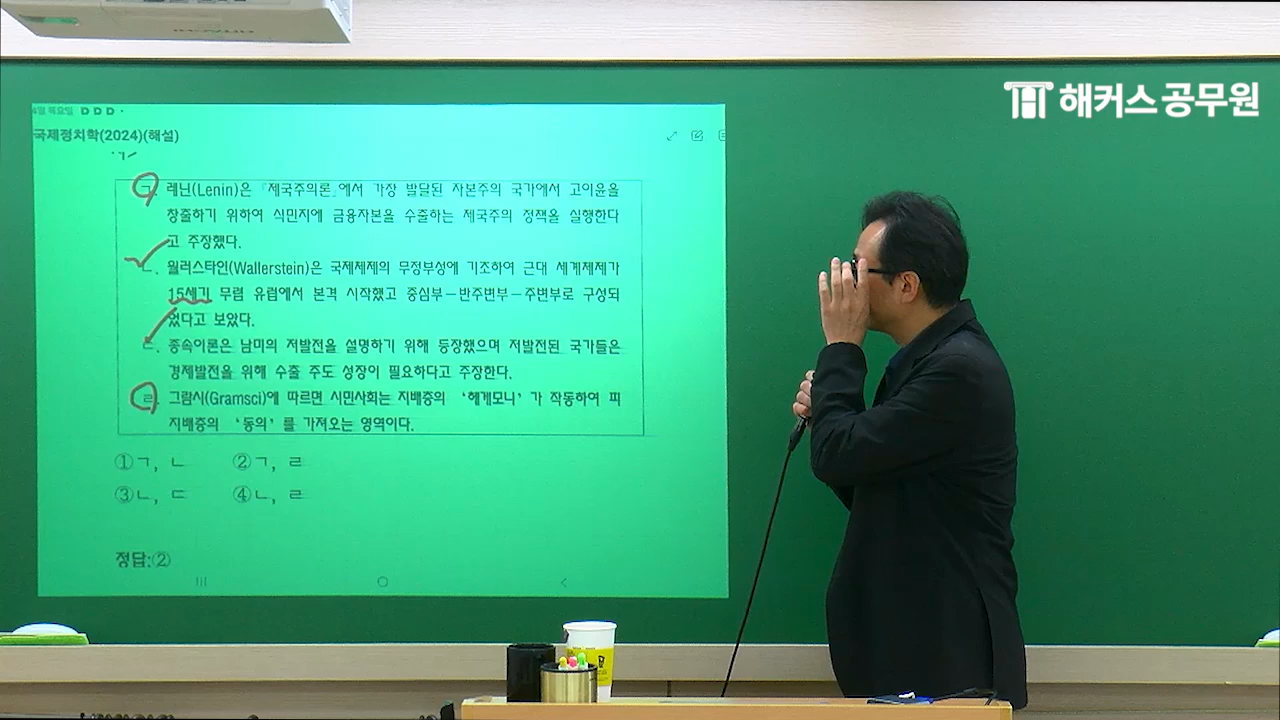 해커스공무원
4일 목요일
국제정치학(2024)(해설)
ㄱ. 레닌(Lenin)은 『제국주의론』에서 가장 발달된 자본주의 국가에서 고이윤을
창출하기 위하여 식민지에 금융자본을 수출하는 제국주의 정책을 실행한다
고 주장했다.
ㄴ. 월러스타인(Wallerstein)은 국제체제의 무정부성에 기초하여 근대 세계체제가
15세기 무렵 유럽에서 본격 시작했고 중심부-반주변부-주변부로 구성되
었다고 보았다.
ㄷ. 종속이론은 남미의 저발전을 설명하기 위해 등장했으며 저발전된 국가들은
경제발전을 위해 수출 주도 성장이 필요하다고 주장한다.
ㄹ. 그람시(Gramsci)에 따르면 시민사회는 지배층의 ‘헤게모니’가 작동하여 피
지배층의 ‘동의’를 가져오는 영역이다.
①ㄱ, ㄴ ②ㄱ, ㄹ
③ㄴ, ㄷ ④ㄴ, ㄹ
정답:②